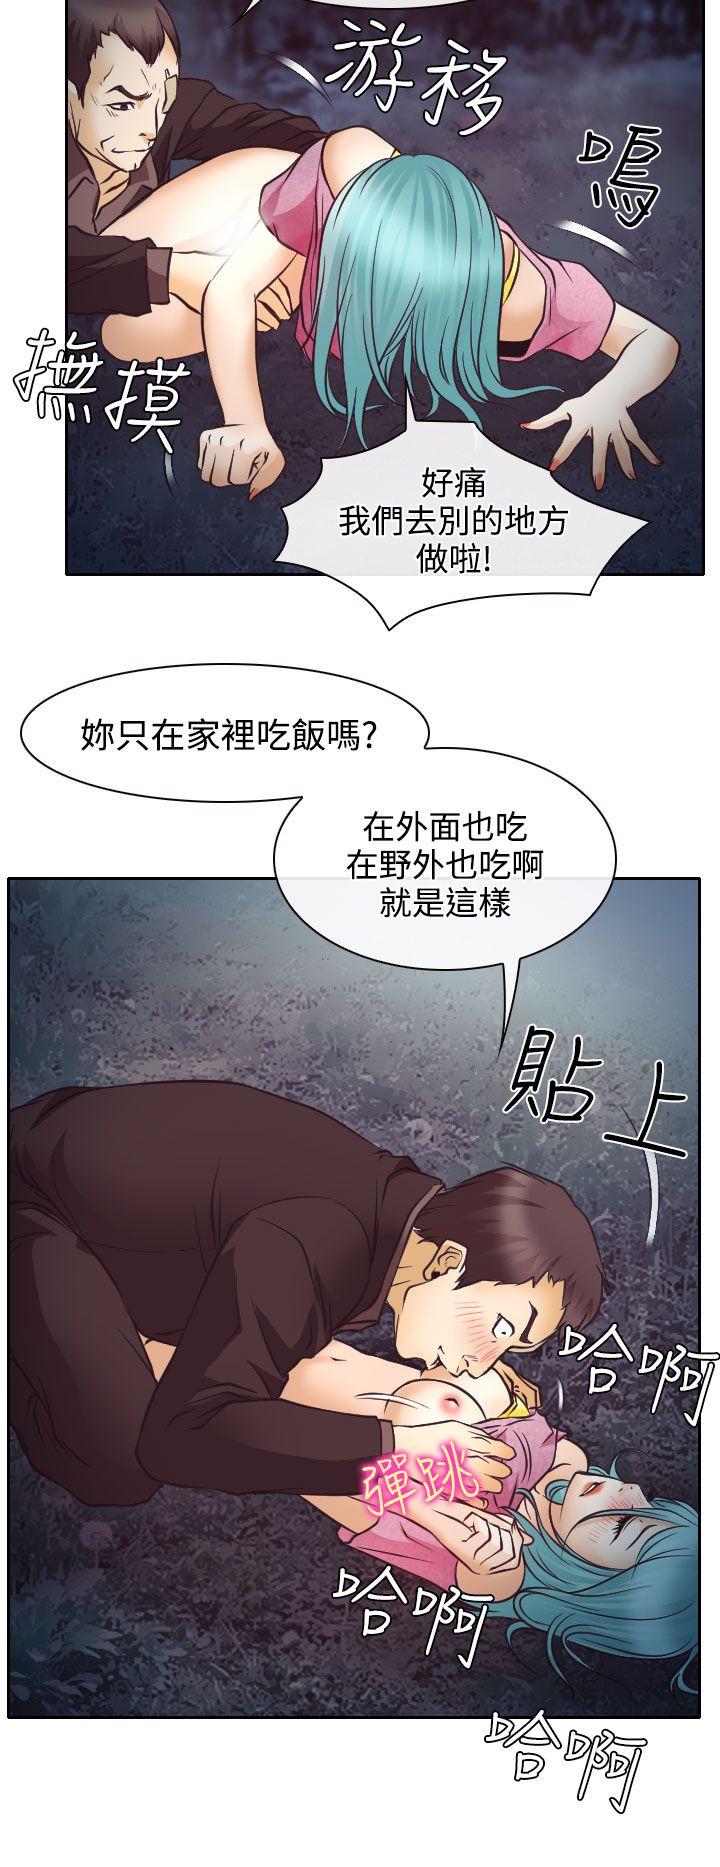 游移
嗚
撫摸
好痛
我們去別的地方
做啦!
妳只在家裡吃飯嗎?
在外面也吃
在野外也吃啊
就是這樣
貼上
哈啊
彈跳
哈啊
哈啊